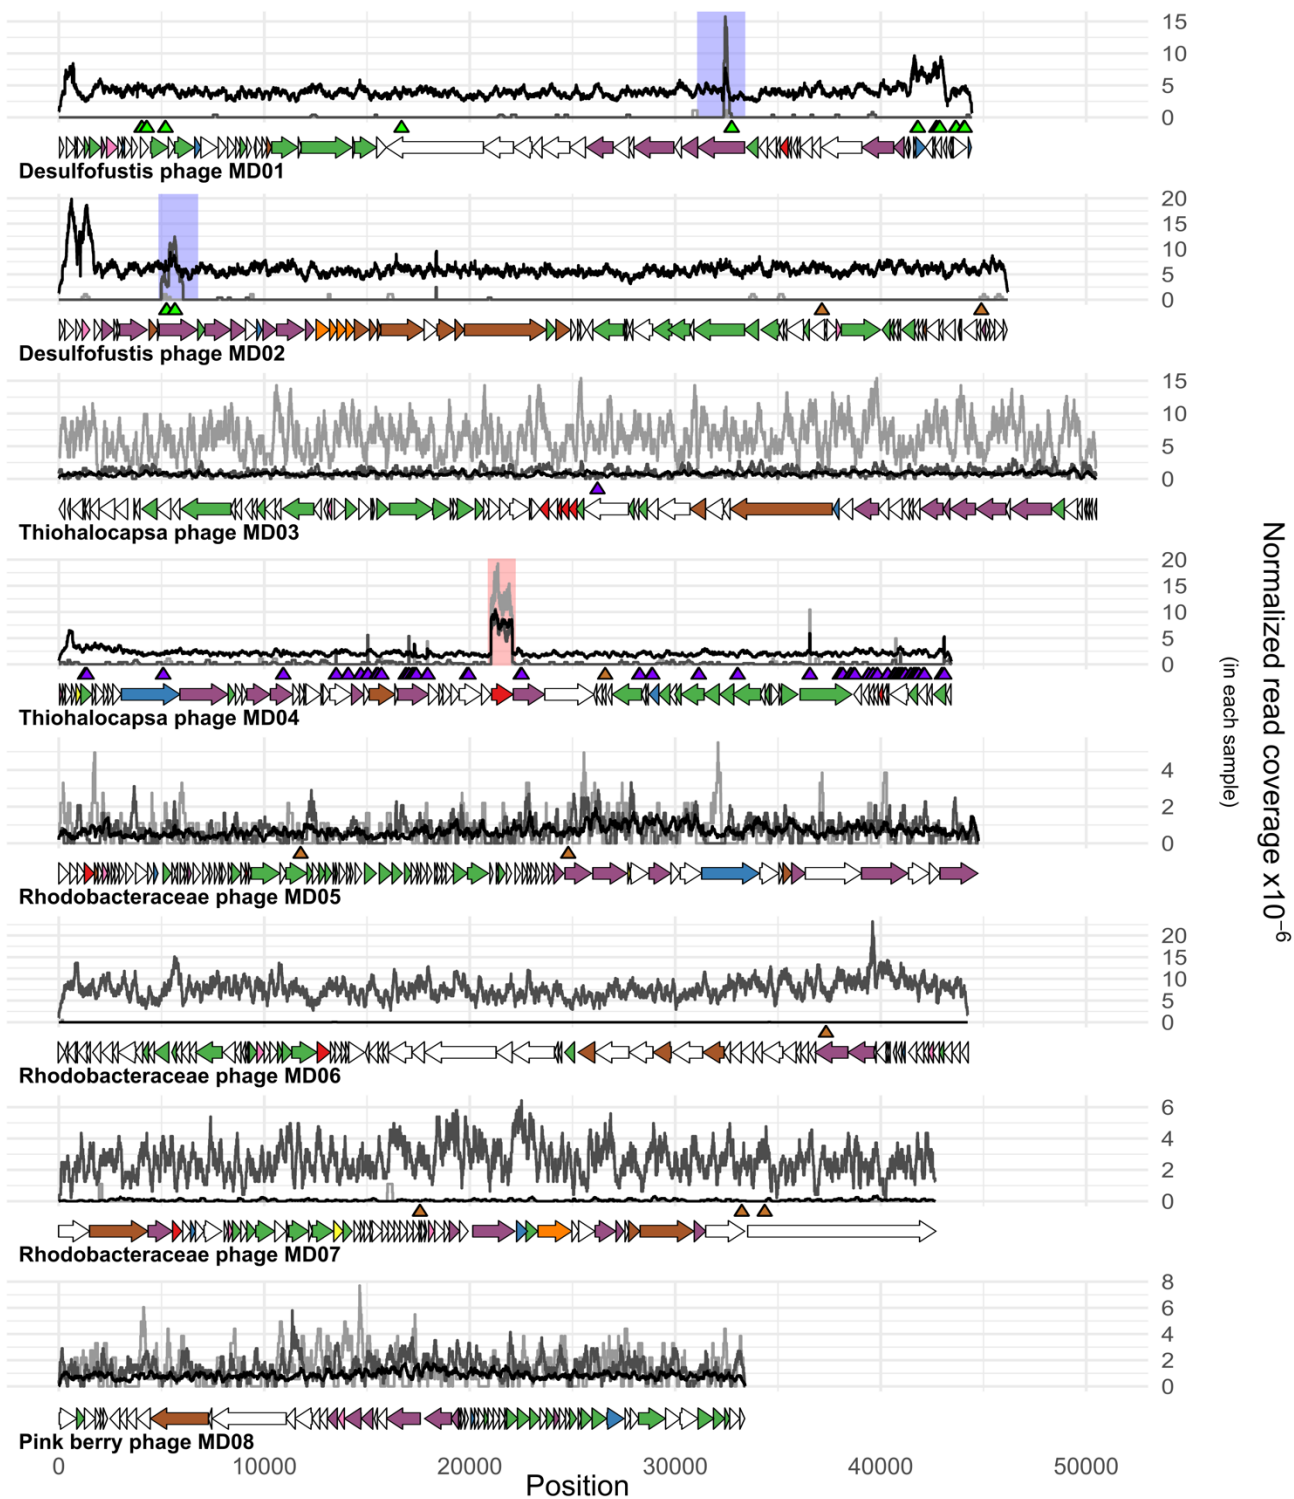 15
10
5
0
Desulfofustis phage MD01
20
15
10
5
0
Desulfofustis phage MD02
15
10
5
0
Thiohalocapsa phage MD03
20
15
10
5
0
Thiohalocapsa phage MD04
4
2
0
Rhodobacteraceae phage MD05
20
15
10
5
0
Rhodobacteraceae phage MD06
6
4
2
0
Rhodobacteraceae phage MD07
8
6
4
2
0
Pink berry phage MD08
0 10000 20000 30000 40000 50000
Position
Normalized read coverage x10⁻⁶
(in each sample)